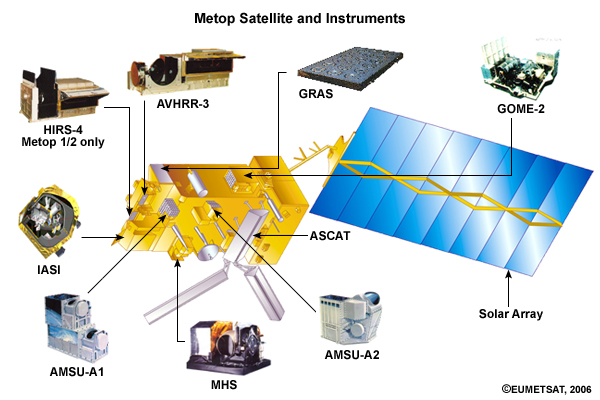 Metop Satellite and Instruments
AVHRR-3
GRAS
GOME-2
HIRS-4
Metop 1/2 only
ASCAT
IASI
Solar Array
AMSU-A1
MHS
AMSU-A2
©EUMETSAT, 2006